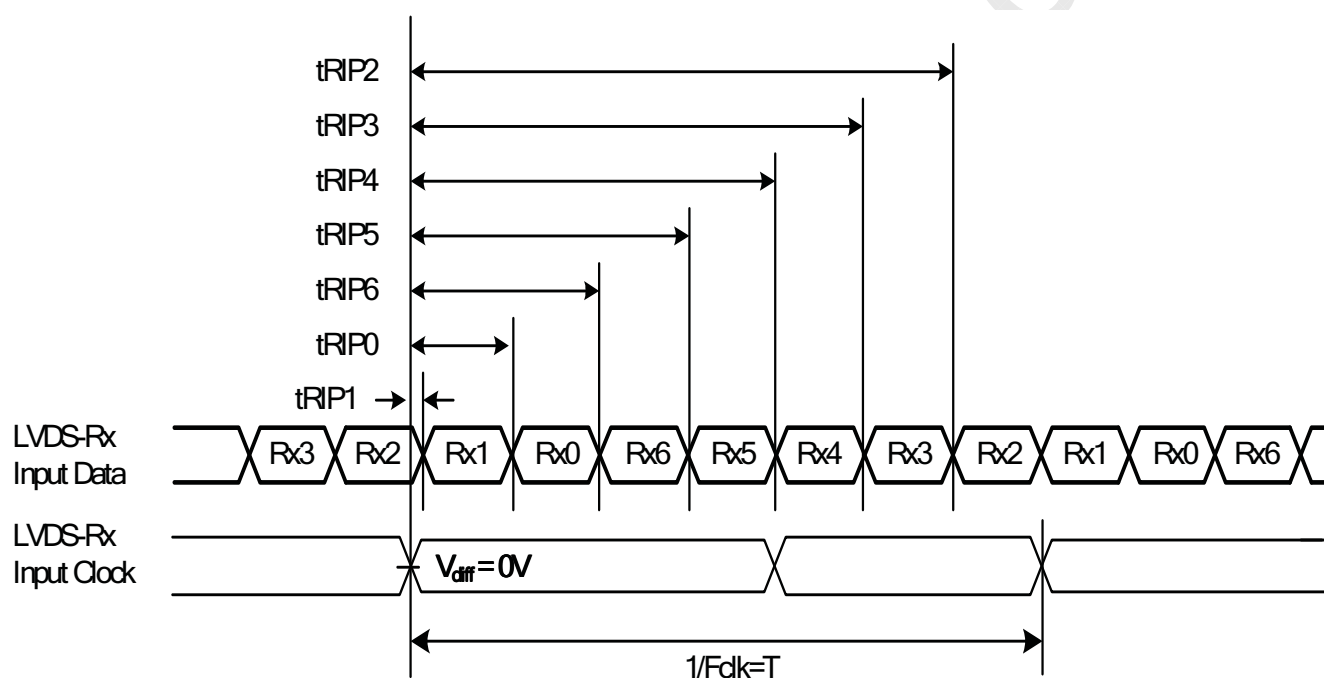 tRIP2
tRIP3
tRIP4
tRIP5
tRIP6
tRIP0
tRIP1
LVDS-Rx
Input Data
Rx3 Rx2 Rx1 Rx0 Rx6 Rx5 Rx4 Rx3 Rx2 Rx1 Rx0 Rx6
LVDS-Rx
Input Clock
Vdiff = 0V
1/Fclk=T